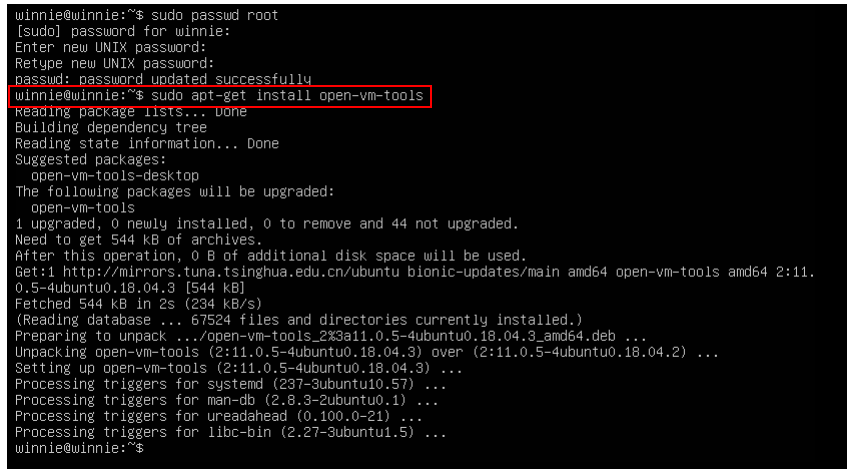 winnie@winnie:~$ sudo passwd root
[sudo] password for winnie:
Enter new UNIX password:
Retype new UNIX password:
passwd: password updated successfully
winnie@winnie:~$ sudo apt-get install open-vm-tools
Reading package lists... Done
Building dependency tree
Reading state information... Done
Suggested packages:
  open-vm-tools-desktop
The following packages will be upgraded:
  open-vm-tools
1 upgraded, 0 newly installed, 0 to remove and 44 not upgraded.
Need to get 544 kB of archives.
After this operation, 0 B of additional disk space will be used.
Get:1 http://mirrors.tuna.tsinghua.edu.cn/ubuntu bionic-updates/main amd64 open-vm-tools amd64 2:11.
0.5-4ubuntu0.18.04.3 [544 kB]
Fetched 544 kB in 2s (234 kB/s)
(Reading database ... 67524 files and directories currently installed.)
Preparing to unpack .../open-vm-tools_2%3a11.0.5-4ubuntu0.18.04.3_amd64.deb ...
Unpacking open-vm-tools (2:11.0.5-4ubuntu0.18.04.3) over (2:11.0.5-4ubuntu0.18.04.2) ...
Setting up open-vm-tools (2:11.0.5-4ubuntu0.18.04.3) ...
Processing triggers for systemd (237-3ubuntu10.57) ...
Processing triggers for man-db (2.8.3-2ubuntu0.1) ...
Processing triggers for ureadahead (0.100.0-21) ...
Processing triggers for libc-bin (2.27-3ubuntu1.5) ...
winnie@winnie:~$